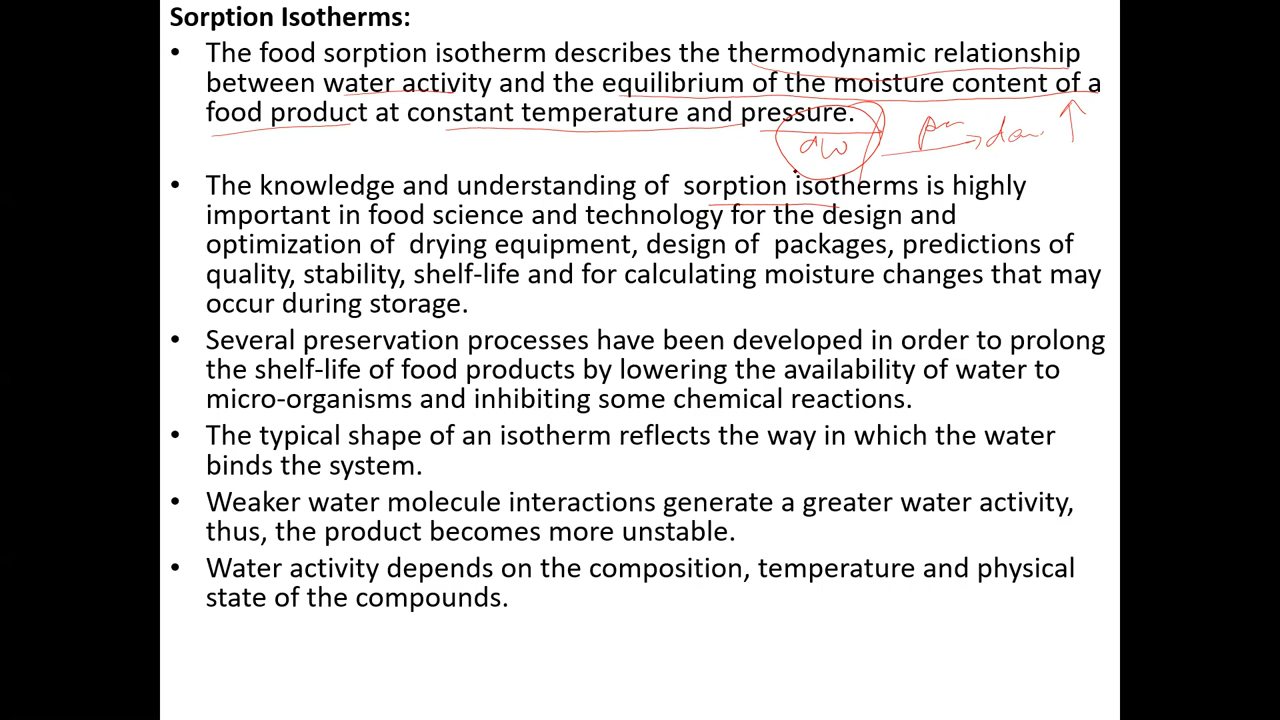 Sorption Isotherms:
• The food sorption isotherm describes the thermodynamic relationship
between water activity and the equilibrium of the moisture content of a
food product at constant temperature and pressure.
aw
• The knowledge and understanding of sorption isotherms is highly
important in food science and technology for the design and
optimization of drying equipment, design of packages, predictions of
quality, stability, shelf-life and for calculating moisture changes that may
occur during storage.
• Several preservation processes have been developed in order to prolong
the shelf-life of food products by lowering the availability of water to
micro-organisms and inhibiting some chemical reactions.
• The typical shape of an isotherm reflects the way in which the water
binds the system.
• Weaker water molecule interactions generate a greater water activity,
thus, the product becomes more unstable.
• Water activity depends on the composition, temperature and physical
state of the compounds.